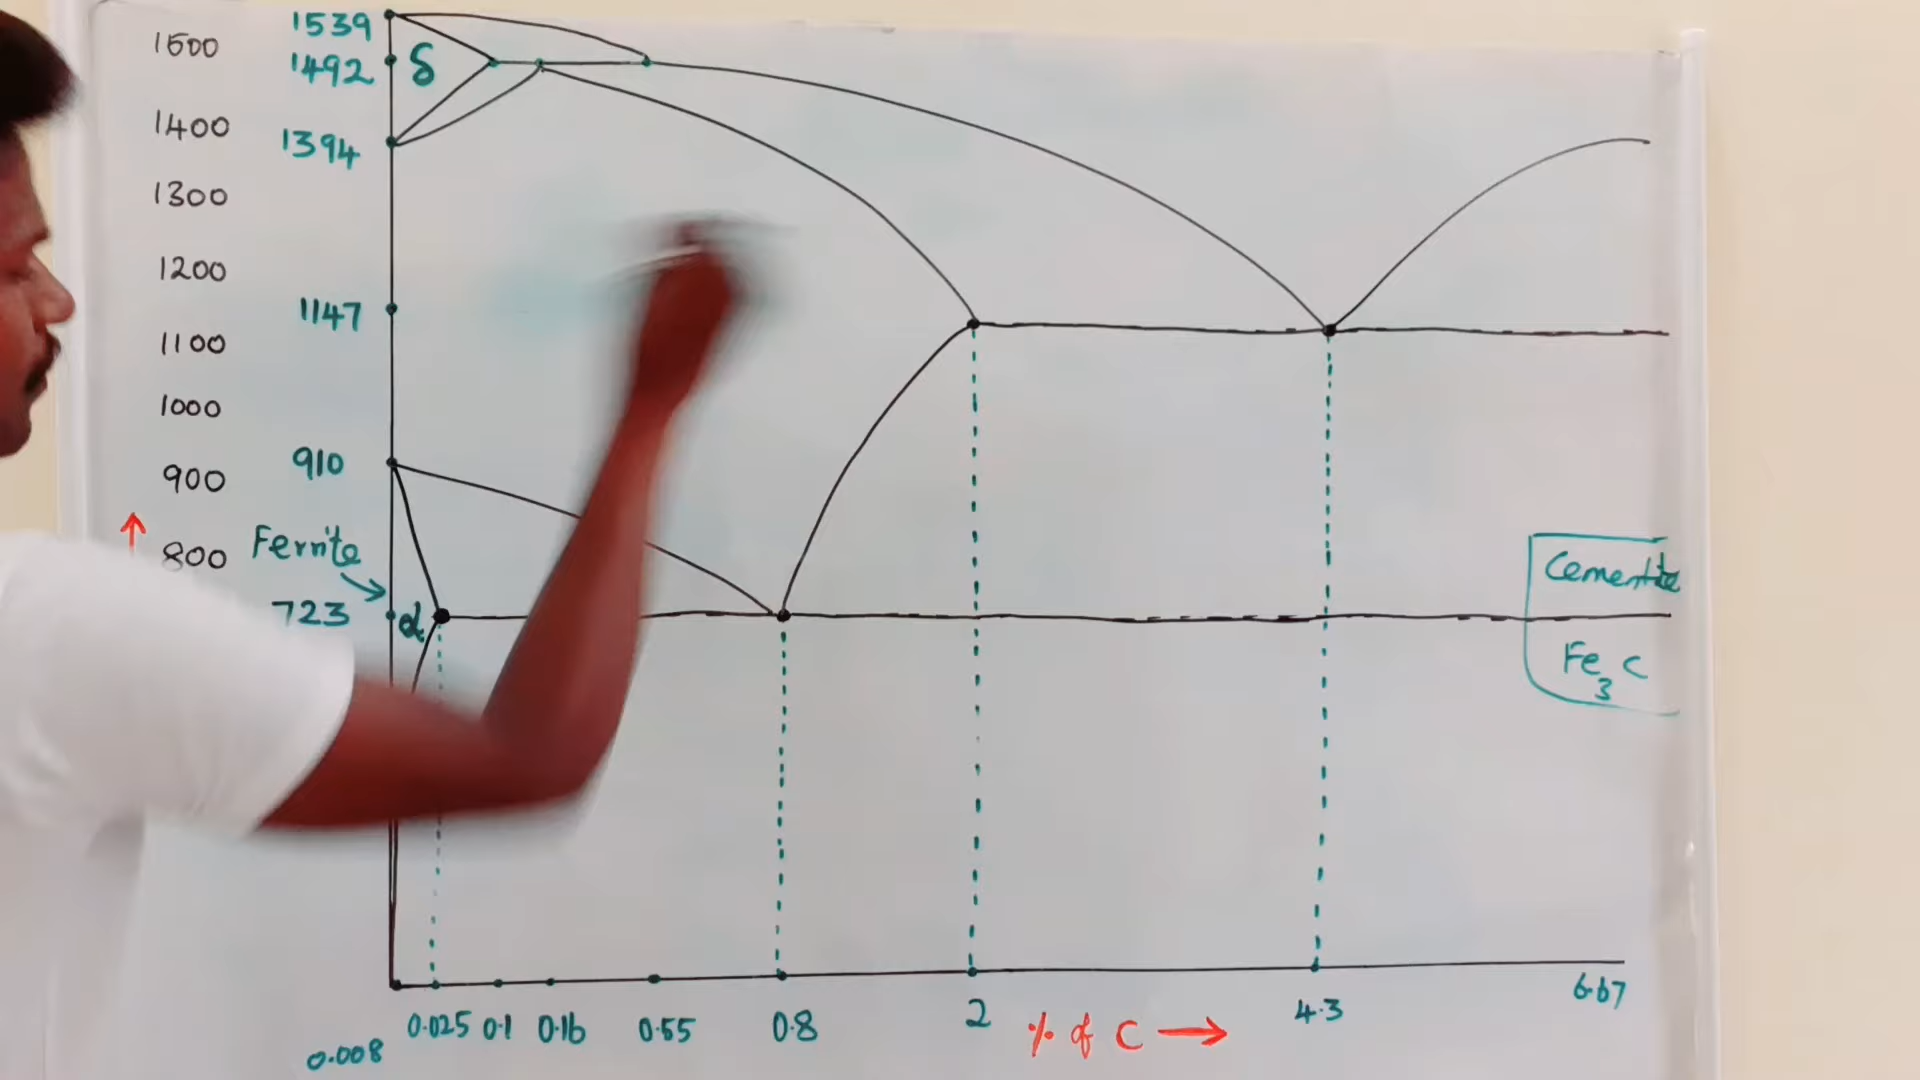 1539
1500
1492
δ
1400
1394
1300
1200
1147
1100
1000
910
900
Ferrite
800
Cementite
723
α
Fe3C
6.67
0.025 0.1 0.16 0.55 0.8 2 % of C → 4.3
0.008